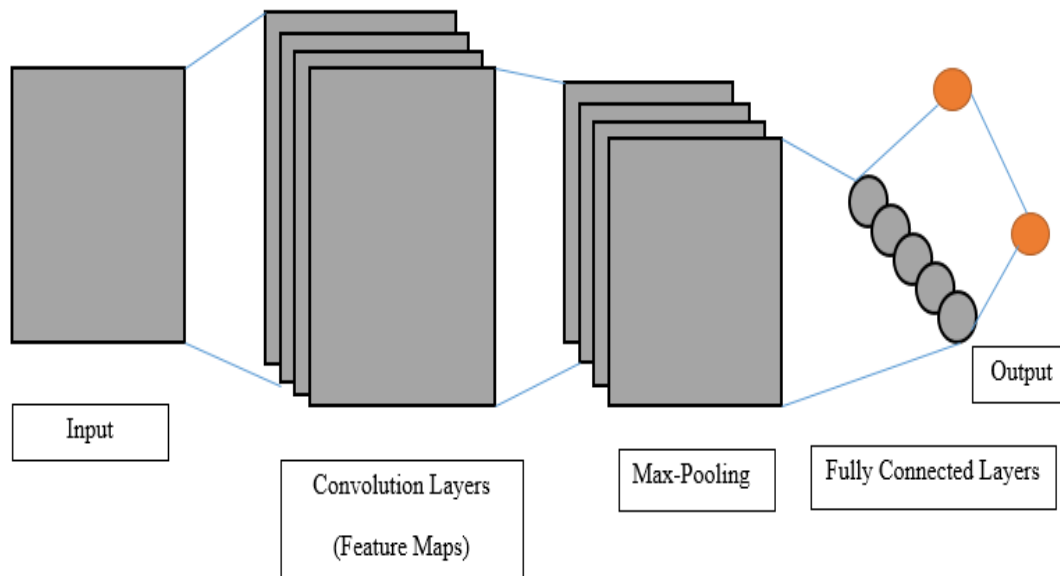 Input
Convolution Layers
(Feature Maps)
Max-Pooling
Fully Connected Layers
Output